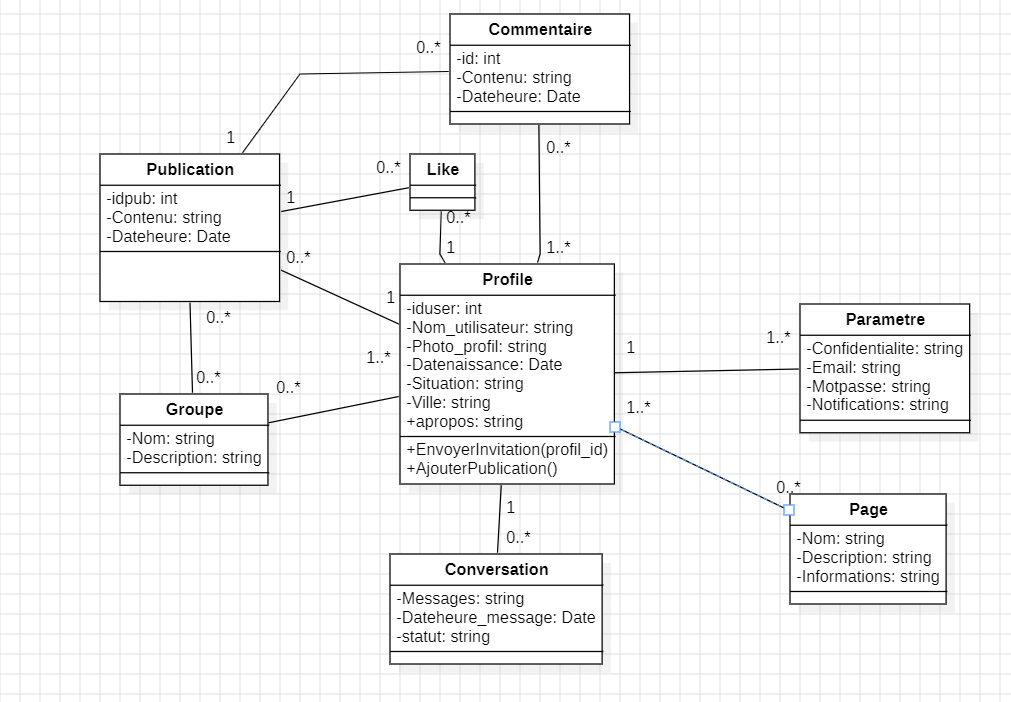 Commentaire
-id: int
-Contenu: string
-Dateheure: Date
0..*
1
0..*
Publication
-idpub: int
-Contenu: string
-Dateheure: Date
1
0..*
Like
0..*
1
1..*
0..*
1
Profile
-iduser: int
-Nom_utilisateur: string
-Photo_profil: string
-Datenaissance: Date
-Situation: string
-Ville: string
+apropos: string
+EnvoyerInvitation(profil_id)
+AjouterPublication()
1
1..*
Parametre
-Confidentialite: string
-Email: string
-Motpasse: string
-Notifications: string
0..*
0..*
1..*
0..*
Groupe
-Nom: string
-Description: string
1..*
0..*
Page
-Nom: string
-Description: string
-Informations: string
1
0..*
Conversation
-Messages: string
-Dateheure_message: Date
-statut: string